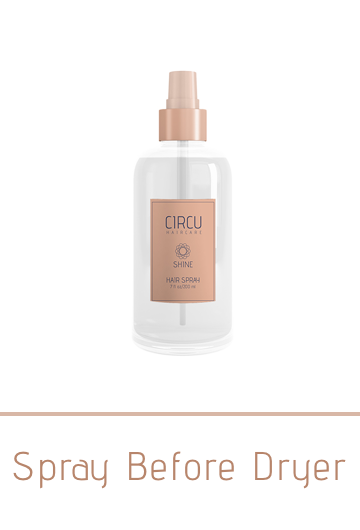 CIRCU
HAIRCARE
SHINE
HAIR SPRAY
Spray Before Dryer